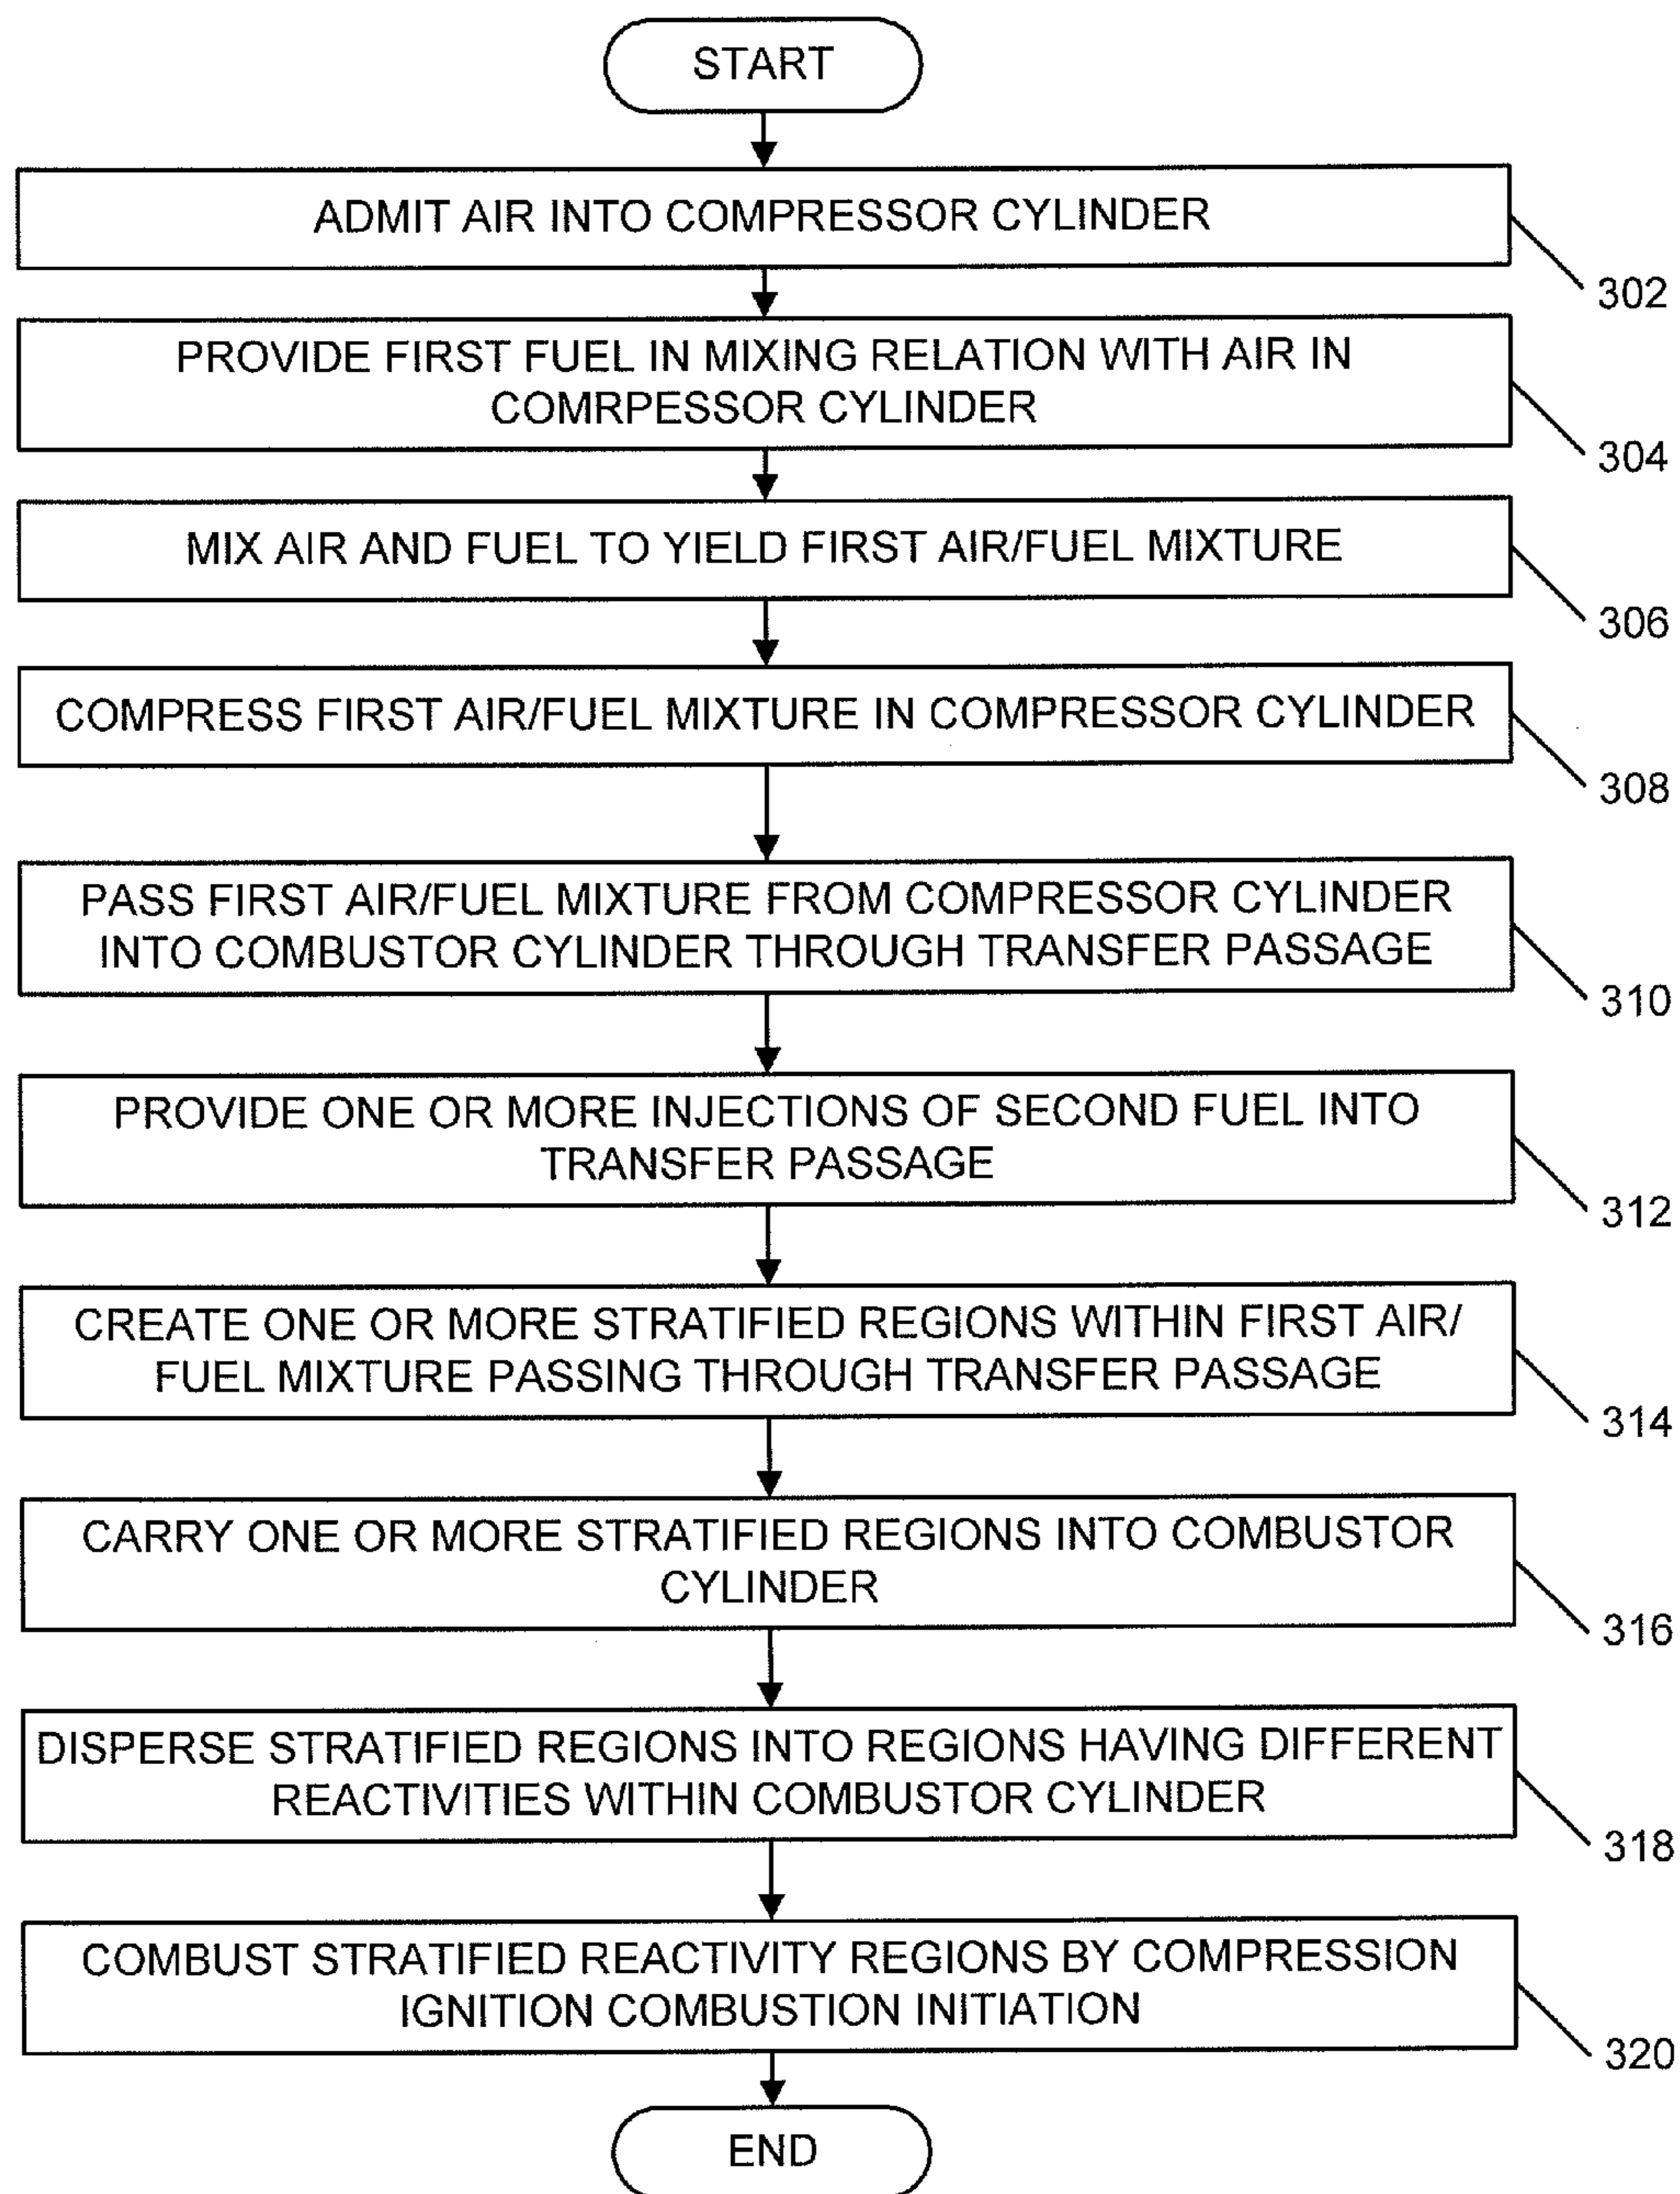 START
ADMIT AIR INTO COMPRESSOR CYLINDER
302
PROVIDE FIRST FUEL IN MIXING RELATION WITH AIR IN
COMRPESSOR CYLINDER
304
MIX AIR AND FUEL TO YIELD FIRST AIR/FUEL MIXTURE
306
COMPRESS FIRST AIR/FUEL MIXTURE IN COMPRESSOR CYLINDER
308
PASS FIRST AIR/FUEL MIXTURE FROM COMPRESSOR CYLINDER
INTO COMBUSTOR CYLINDER THROUGH TRANSFER PASSAGE
310
PROVIDE ONE OR MORE INJECTIONS OF SECOND FUEL INTO
TRANSFER PASSAGE
312
CREATE ONE OR MORE STRATIFIED REGIONS WITHIN FIRST AIR/
FUEL MIXTURE PASSING THROUGH TRANSFER PASSAGE
314
CARRY ONE OR MORE STRATIFIED REGIONS INTO COMBUSTOR
CYLINDER
316
DISPERSE STRATIFIED REGIONS INTO REGIONS HAVING DIFFERENT
REACTIVITIES WITHIN COMBUSTOR CYLINDER
318
COMBUST STRATIFIED REACTIVITY REGIONS BY COMPRESSION
IGNITION COMBUSTION INITIATION
320
END